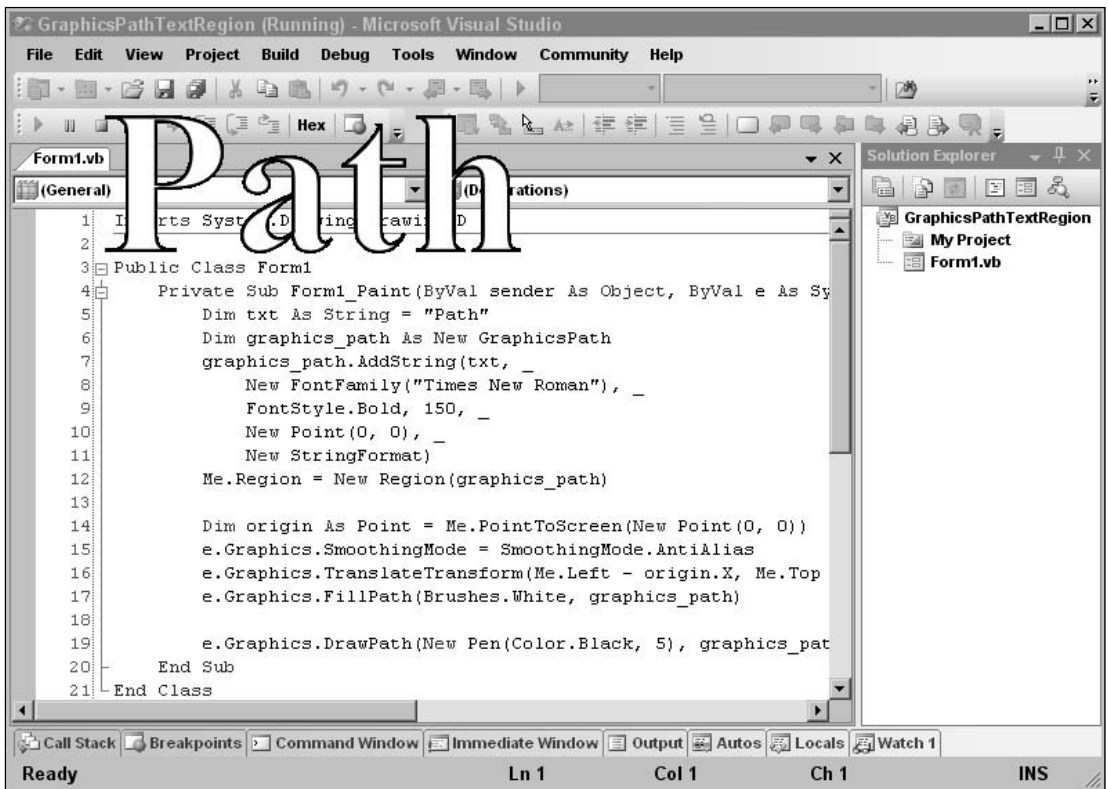 GraphicsPathTextRegion (Running) - Microsoft Visual Studio
File Edit View Project Build Debug Tools Window Community Help
Hex
Path
Form1.vb
Solution Explorer
(General)
GraphicsPathTextRegion
My Project
Form1.vb
1
2
3 Public Class Form1
4 Private Sub Form1_Paint(ByVal sender As Object, ByVal e As Sy
5 Dim txt As String = "Path"
6 Dim graphics_path As New GraphicsPath
7 graphics_path.AddString(txt, _
8 New FontFamily("Times New Roman"), _
9 FontStyle.Bold, 150, _
10 New Point(0, 0), _
11 New StringFormat)
12 Me.Region = New Region(graphics_path)
13
14 Dim origin As Point = Me.PointToScreen(New Point(0, 0))
15 e.Graphics.SmoothingMode = SmoothingMode.AntiAlias
16 e.Graphics.TranslateTransform(Me.Left - origin.X, Me.Top
17 e.Graphics.FillPath(Brushes.White, graphics_path)
18
19 e.Graphics.DrawPath(New Pen(Color.Black, 5), graphics_pat
20 End Sub
21 End Class
Call Stack Breakpoints Command Window Immediate Window Output Autos Locals Watch 1
Ready Ln 1 Col 1 Ch 1 INS